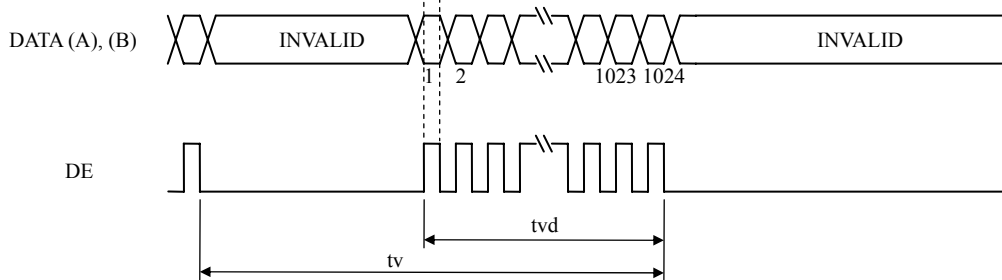 DATA (A), (B)
INVALID
INVALID
1 2 1023 1024
DE
tvd
tv